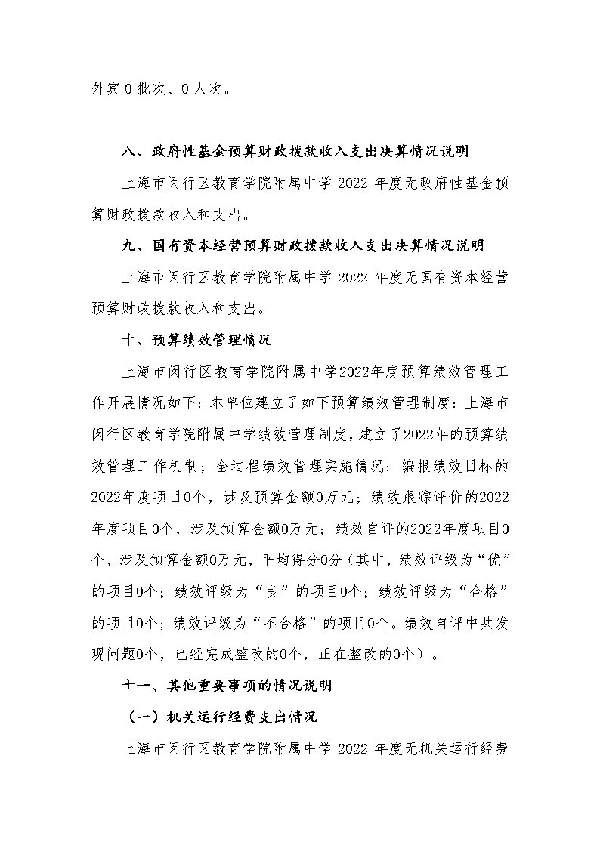 外宾 0 批次、0 人次。
八、政府性基金预算财政拨款收入支出决算情况说明
上海市闵行区教育学院附属中学 2022 年度无政府性基金预
算财政拨款收入和支出。
九、国有资本经营预算财政拨款收入支出决算情况说明
上海市闵行区教育学院附属中学 2022 年度无国有资本经营
预算财政拨款收入和支出。
十、预算绩效管理情况
上海市闵行区教育学院附属中学2022年度预算绩效管理工
作开展情况如下：本单位建立了如下预算绩效管理制度：上海市
闵行区教育学院附属中学绩效管理制度，建立了2022年的预算绩
效管理工作机制；全过程绩效管理实施情况：编报绩效目标的
2022年度项目0个，涉及预算金额0万元；绩效跟踪评价的2022
年度项目0个，涉及预算金额0万元；绩效自评的2022年度项目0
个，涉及预算金额0万元，平均得分0分（其中，绩效评级为“优”
的项目0个；绩效评级为“良”的项目0个；绩效评级为“合格”
的项目0个；绩效评级为“不合格”的项目0个。绩效自评中共发
现问题0个，已经完成整改的0个，正在整改的0个）。
十一、其他重要事项的情况说明
（一）机关运行经费支出情况
上海市闵行区教育学院附属中学 2022 年度无机关运行经费